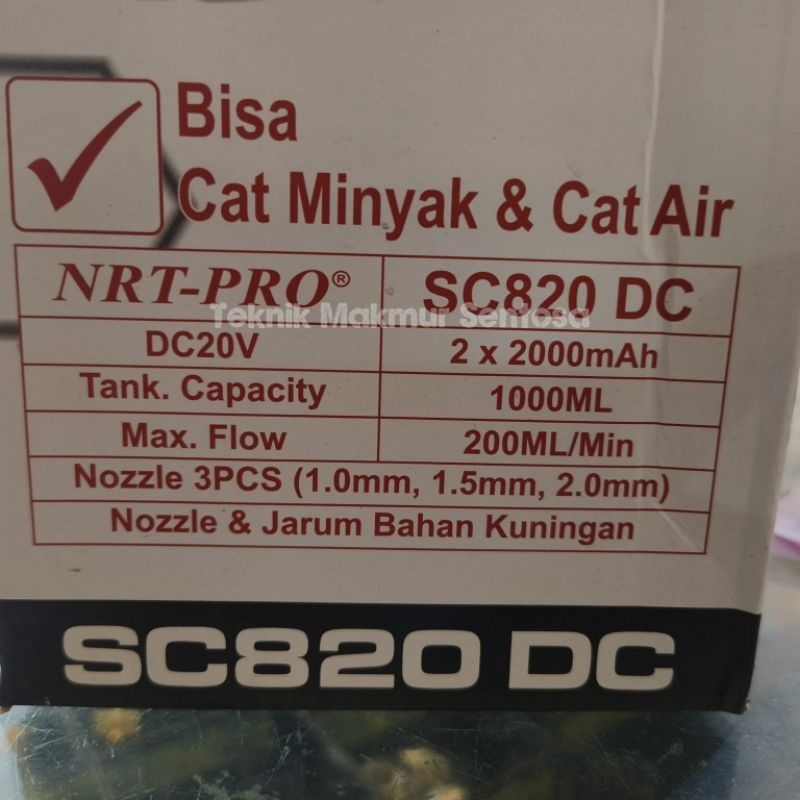 Bisa
Cat Minyak & Cat Air
NRT-PRO® SC820 DC
Teknik Makmur Sentosa
DC20V 2 x 2000mAh
Tank. Capacity 1000ML
Max. Flow 200ML/Min
Nozzle 3PCS (1.0mm, 1.5mm, 2.0mm)
Nozzle & Jarum Bahan Kuningan
SC820 DC